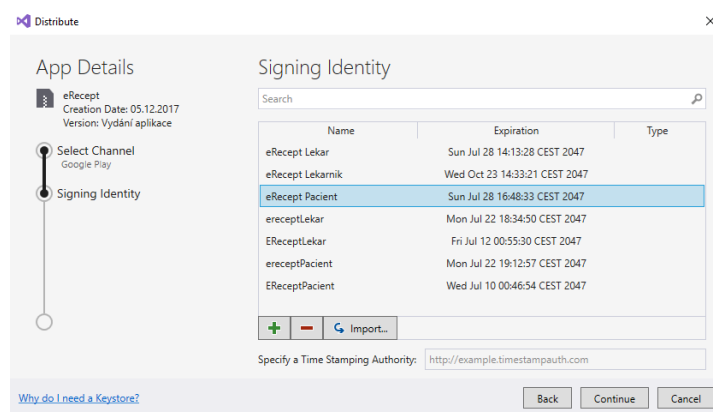 Distribute
App Details
eRecept
Creation Date: 05.12.2017
Version: Vydání aplikace
Select Channel
Google Play
Signing Identity
Signing Identity
Search
Name Expiration Type
eRecept Lekar Sun Jul 28 14:13:28 CEST 2047
eRecept Lekarnik Wed Oct 23 14:33:21 CEST 2047
eRecept Pacient Sun Jul 28 16:48:33 CEST 2047
ereceptLekar Mon Jul 22 18:34:50 CEST 2047
EReceptLekar Fri Jul 12 00:55:30 CEST 2047
ereceptPacient Mon Jul 22 19:12:57 CEST 2047
EReceptPacient Wed Jul 10 00:46:54 CEST 2047
Import...
Specify a Time Stamping Authority: http://example.timestampauth.com
Why do I need a Keystore?
Back Continue Cancel